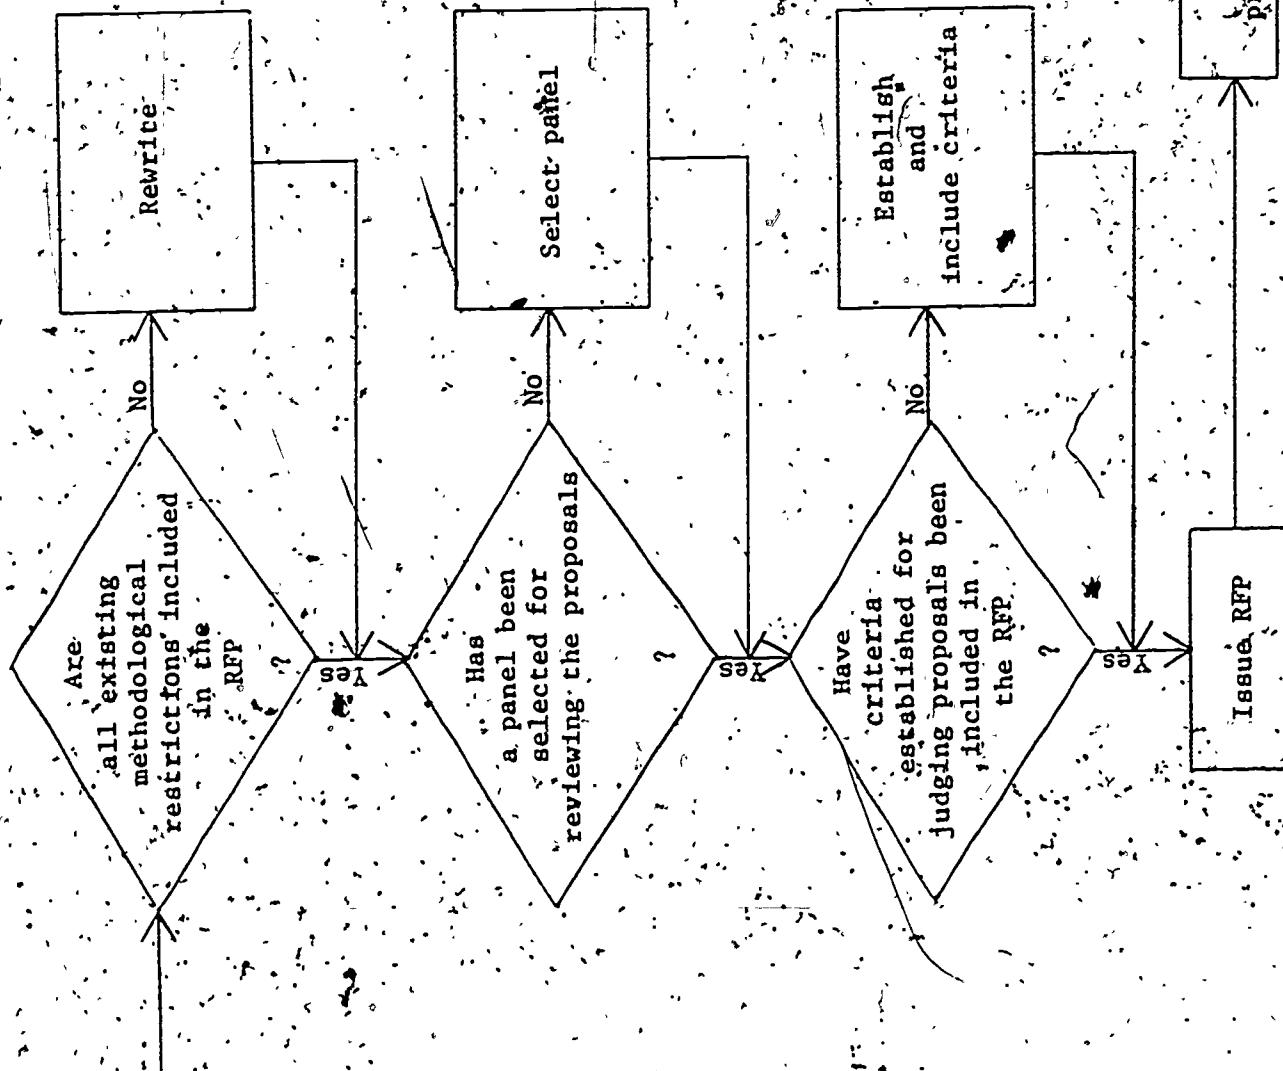 Are
all existing
methodological
restrictions included
in the
RFP
?
No
Rewrite
Yes
Has
a panel been
selected for
reviewing the proposals
?
No
Select panel
Yes
Have
criteria
established for
judging proposals been
included in
the RFP
?
No
Establish
and
include criteria
Yes
Issue RFP